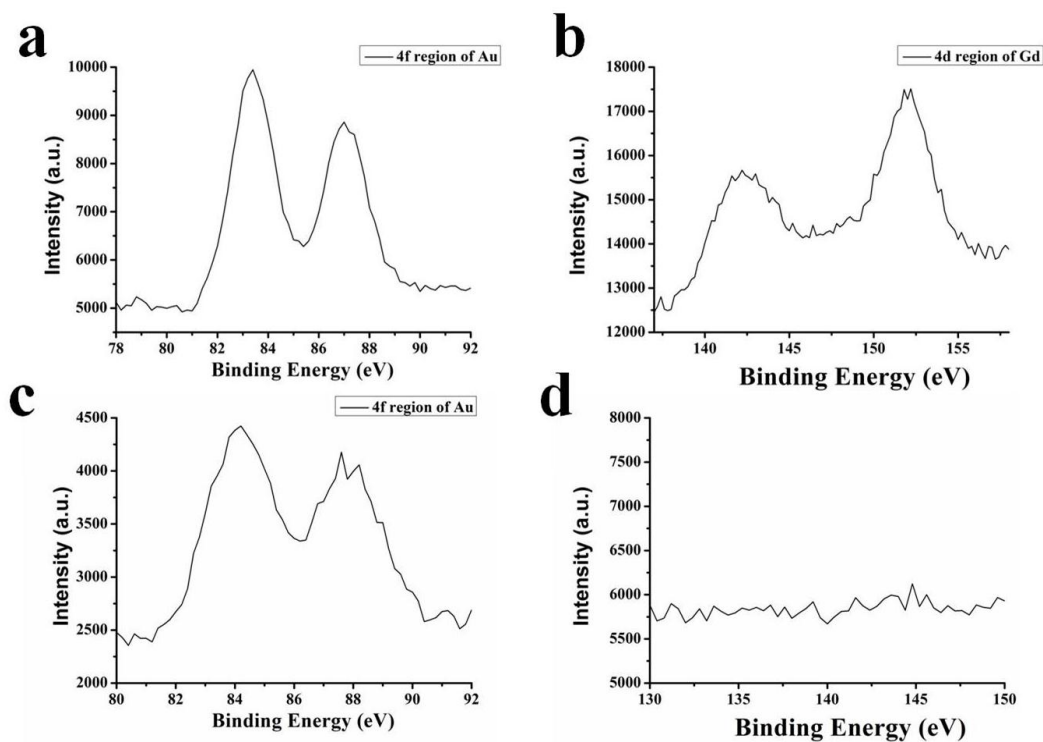 a
4f region of Au
10000
9000
8000
7000
6000
5000
Intensity (a.u.)
78 80 82 84 86 88 90 92
Binding Energy (eV)
b
4d region of Gd
18000
17000
16000
15000
14000
13000
12000
Intensity (a.u.)
140 145 150 155
Binding Energy (eV)
c
4f region of Au
4500
4000
3500
3000
2500
2000
Intensity (a.u.)
80 82 84 86 88 90 92
Binding Energy (eV)
d
8000
7500
7000
6500
6000
5500
5000
Intensity (a.u.)
130 135 140 145 150
Binding Energy (eV)